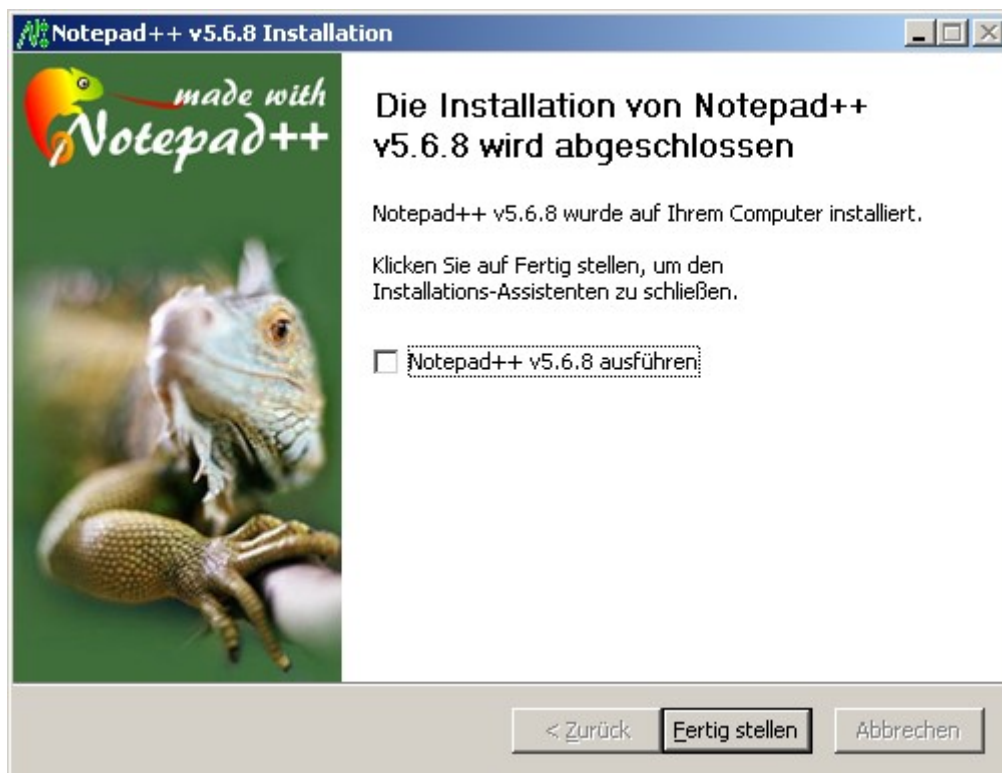 Notepad++ v5.6.8 Installation
made with
Notepad++
Die Installation von Notepad++
v5.6.8 wird abgeschlossen
Notepad++ v5.6.8 wurde auf Ihrem Computer installiert.
Klicken Sie auf Fertig stellen, um den
Installations-Assistenten zu schließen.
Notepad++ v5.6.8 ausführen
< Zurück
Fertig stellen
Abbrechen